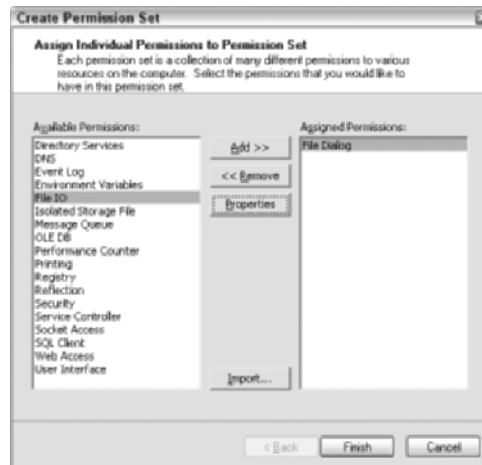 Create Permission Set
Assign Individual Permissions to Permission Set
Each permission set is a collection of many different permissions to various
resources on the computer. Select the permissions that you would like to
have in this permission set.
Available Permissions:
Directory Services
DNS
Event Log
Environment Variables
File IO
Isolated Storage File
Message Queue
OLE DB
Performance Counter
Printing
Registry
Reflection
Security
Service Controller
Socket Access
SQL Client
Web Access
User Interface
Add >>
<< Remove
Properties
Import...
Assigned Permissions:
File Dialog
< Back
Finish
Cancel